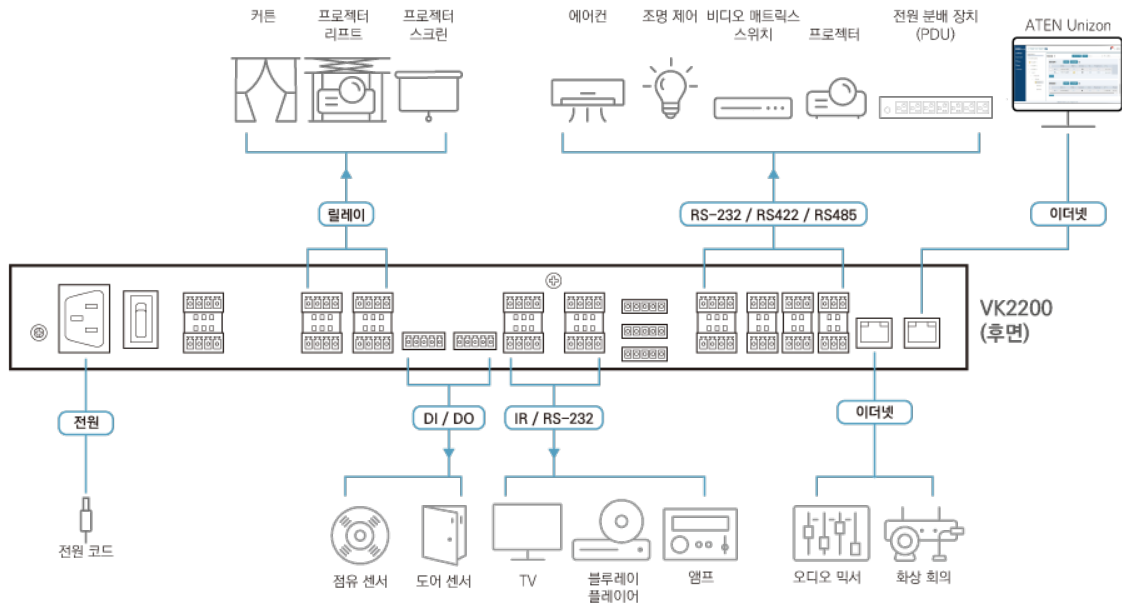 커튼
프로젝터
리프트
프로젝터
스크린
에어컨
조명 제어
비디오 매트릭스
스위치
프로젝터
전원 분배 장치
(PDU)
ATEN Unizon
릴레이
RS-232 / RS422 / RS485
이더넷
VK2200
(후면)
전원
DI / DO
IR / RS-232
이더넷
전원 코드
점유 센서
도어 센서
TV
블루레이
플레이어
앰프
오디오 믹서
화상 회의